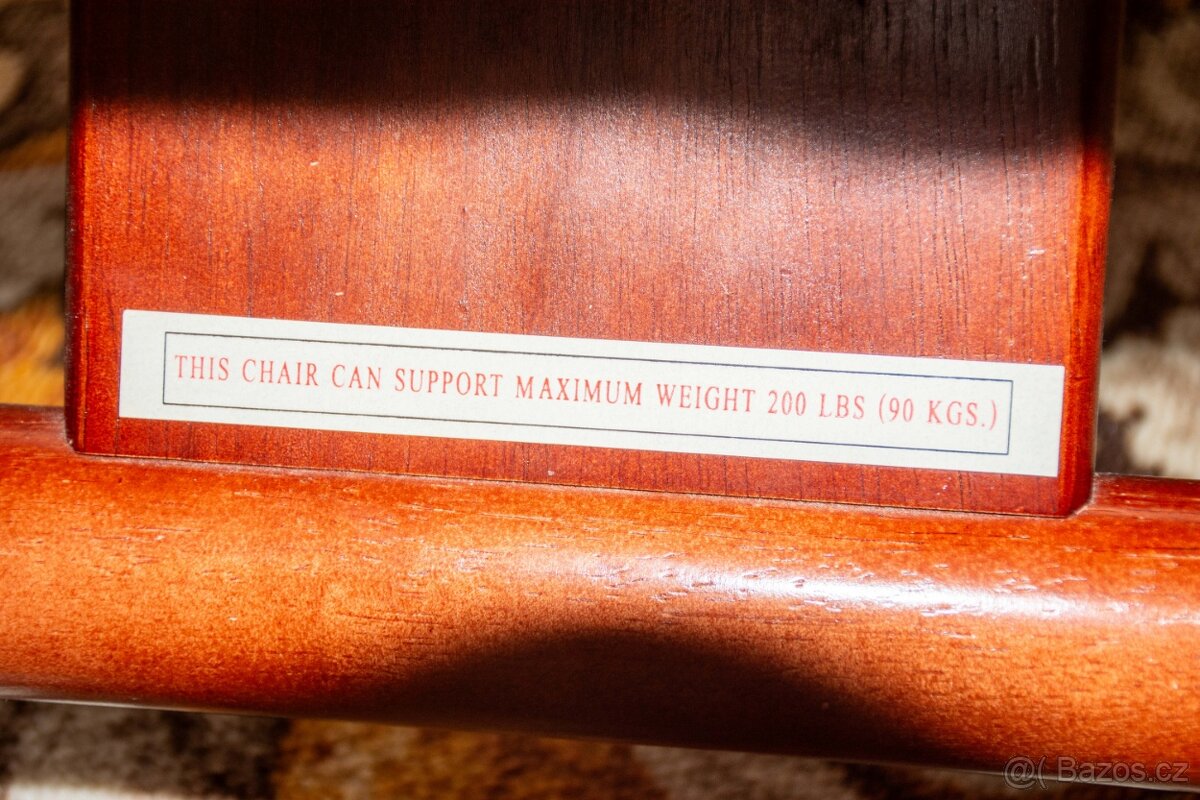 THIS CHAIR CAN SUPPORT MAXIMUM WEIGHT 200 LBS (90 KGS.)
@( Bazos.cz